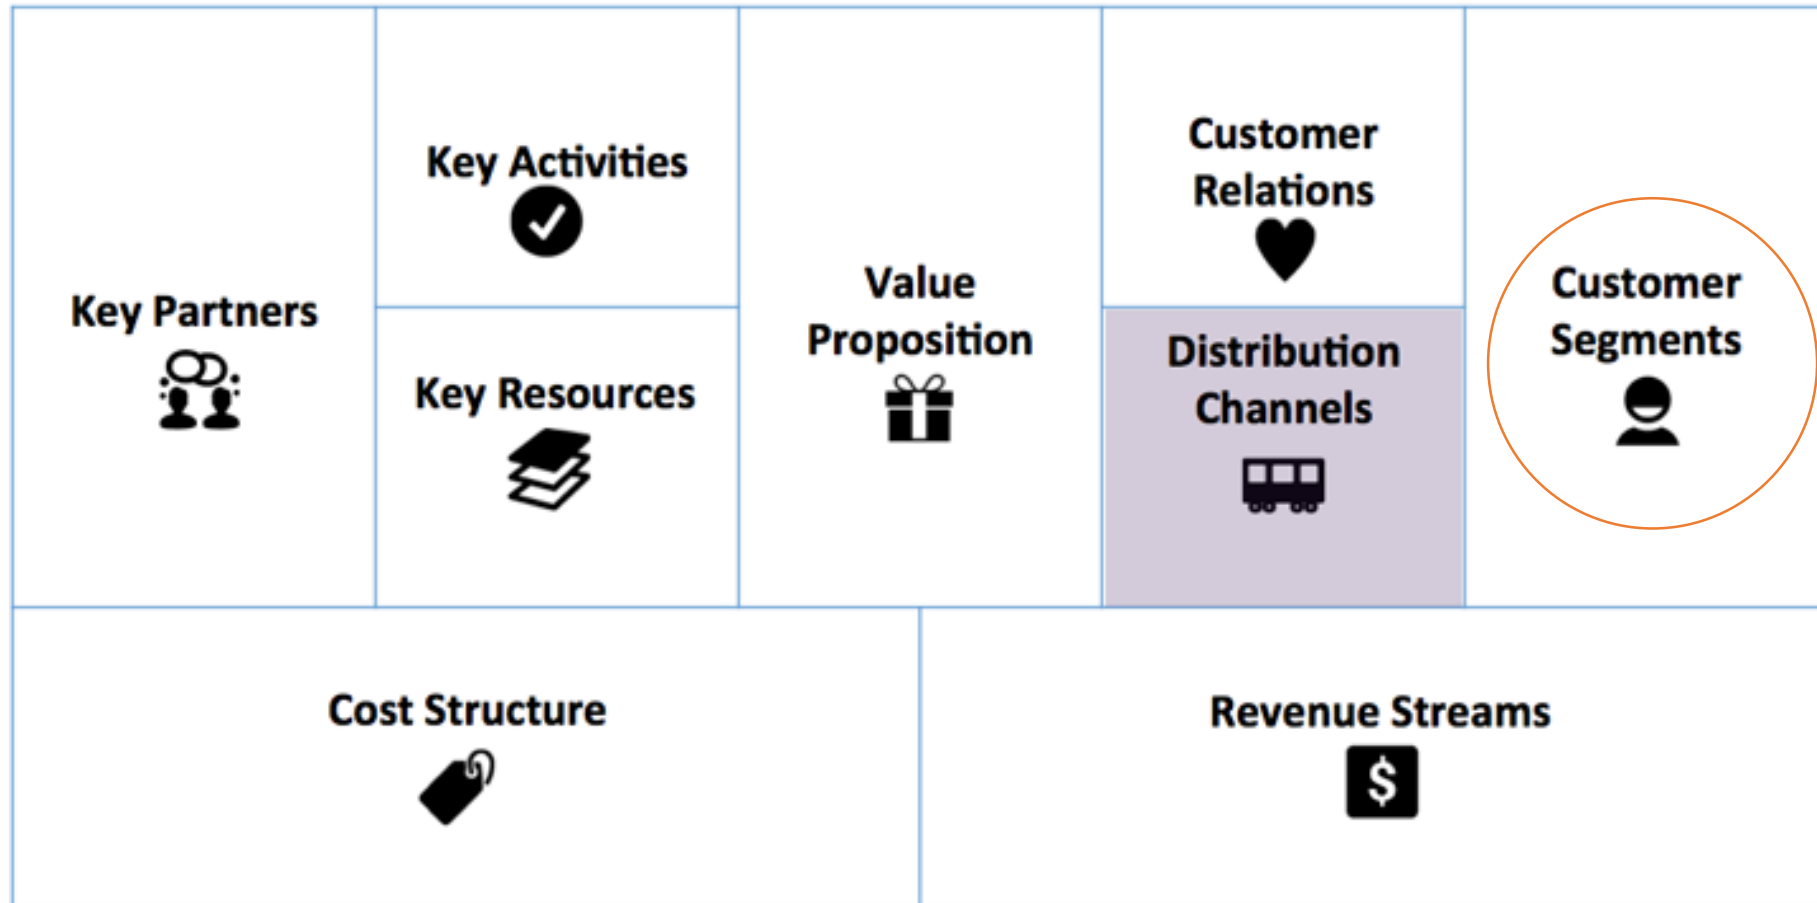 Key Partners
Key Activities
Key Resources
Value
Proposition
Customer
Relations
Distribution
Channels
Customer
Segments
Cost Structure
Revenue Streams
$